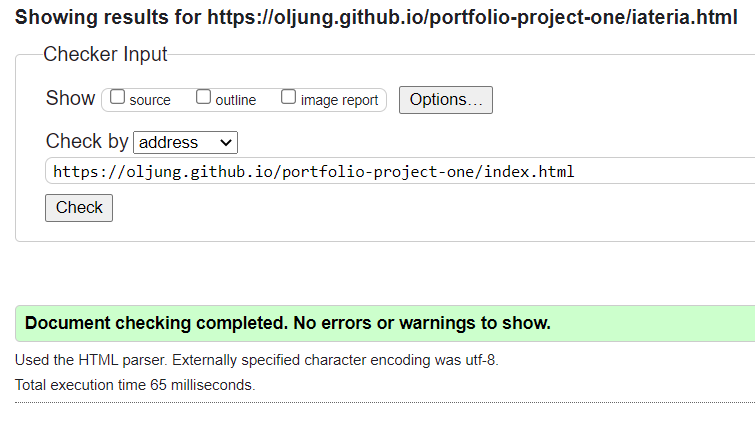 Showing results for https://oljung.github.io/portfolio-project-one/iateria.html
Checker Input
Show source outline image report Options...
Check by address
https://oljung.github.io/portfolio-project-one/index.html
Check
Document checking completed. No errors or warnings to show.
Used the HTML parser. Externally specified character encoding was utf-8.
Total execution time 65 milliseconds.